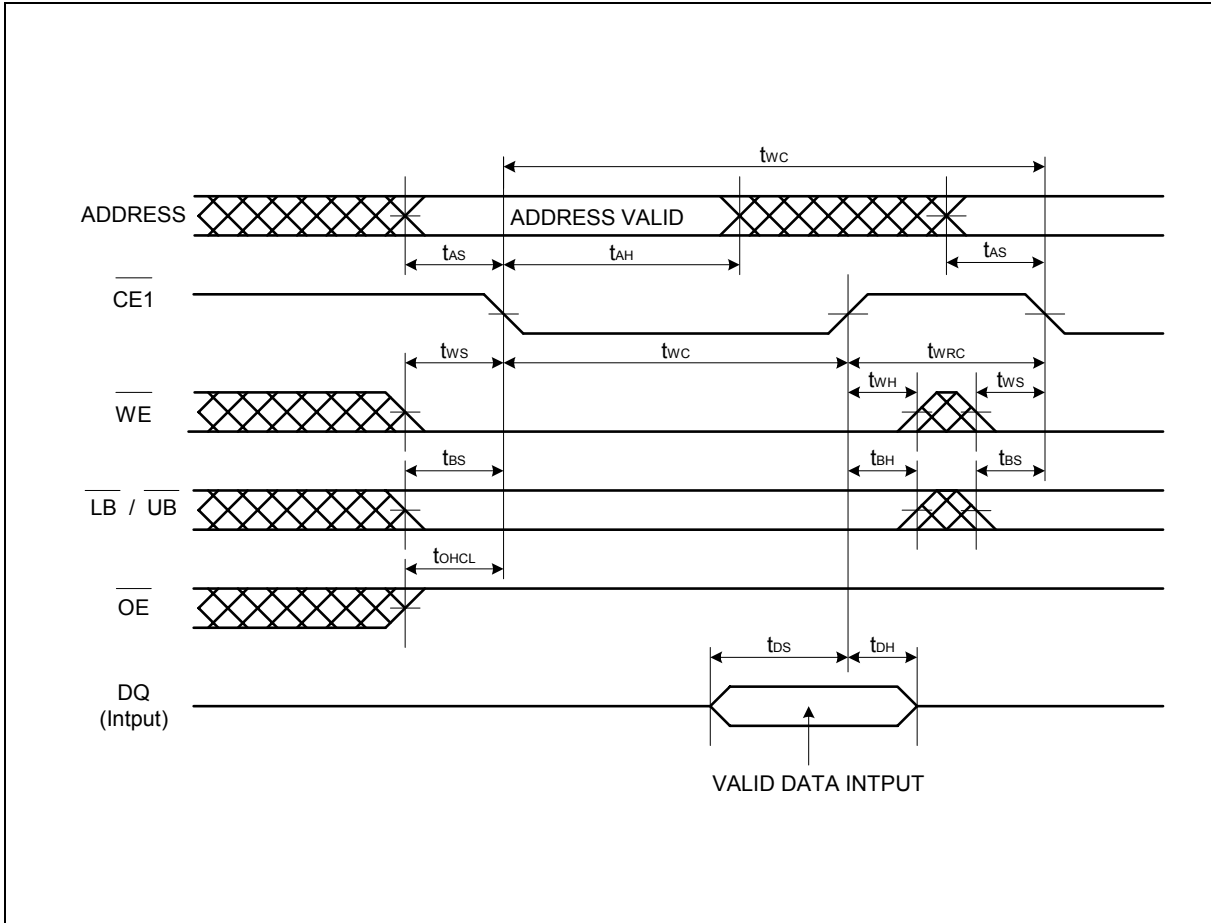 tWC
ADDRESS
ADDRESS VALID
tAS
tAH
tAS
CE1
tWS
tWC
tWRC
tWH
tWS
WE
tBS
tBH
tBS
LB / UB
tOHCL
OE
tDS
tDH
DQ
(Intput)
VALID DATA INTPUT